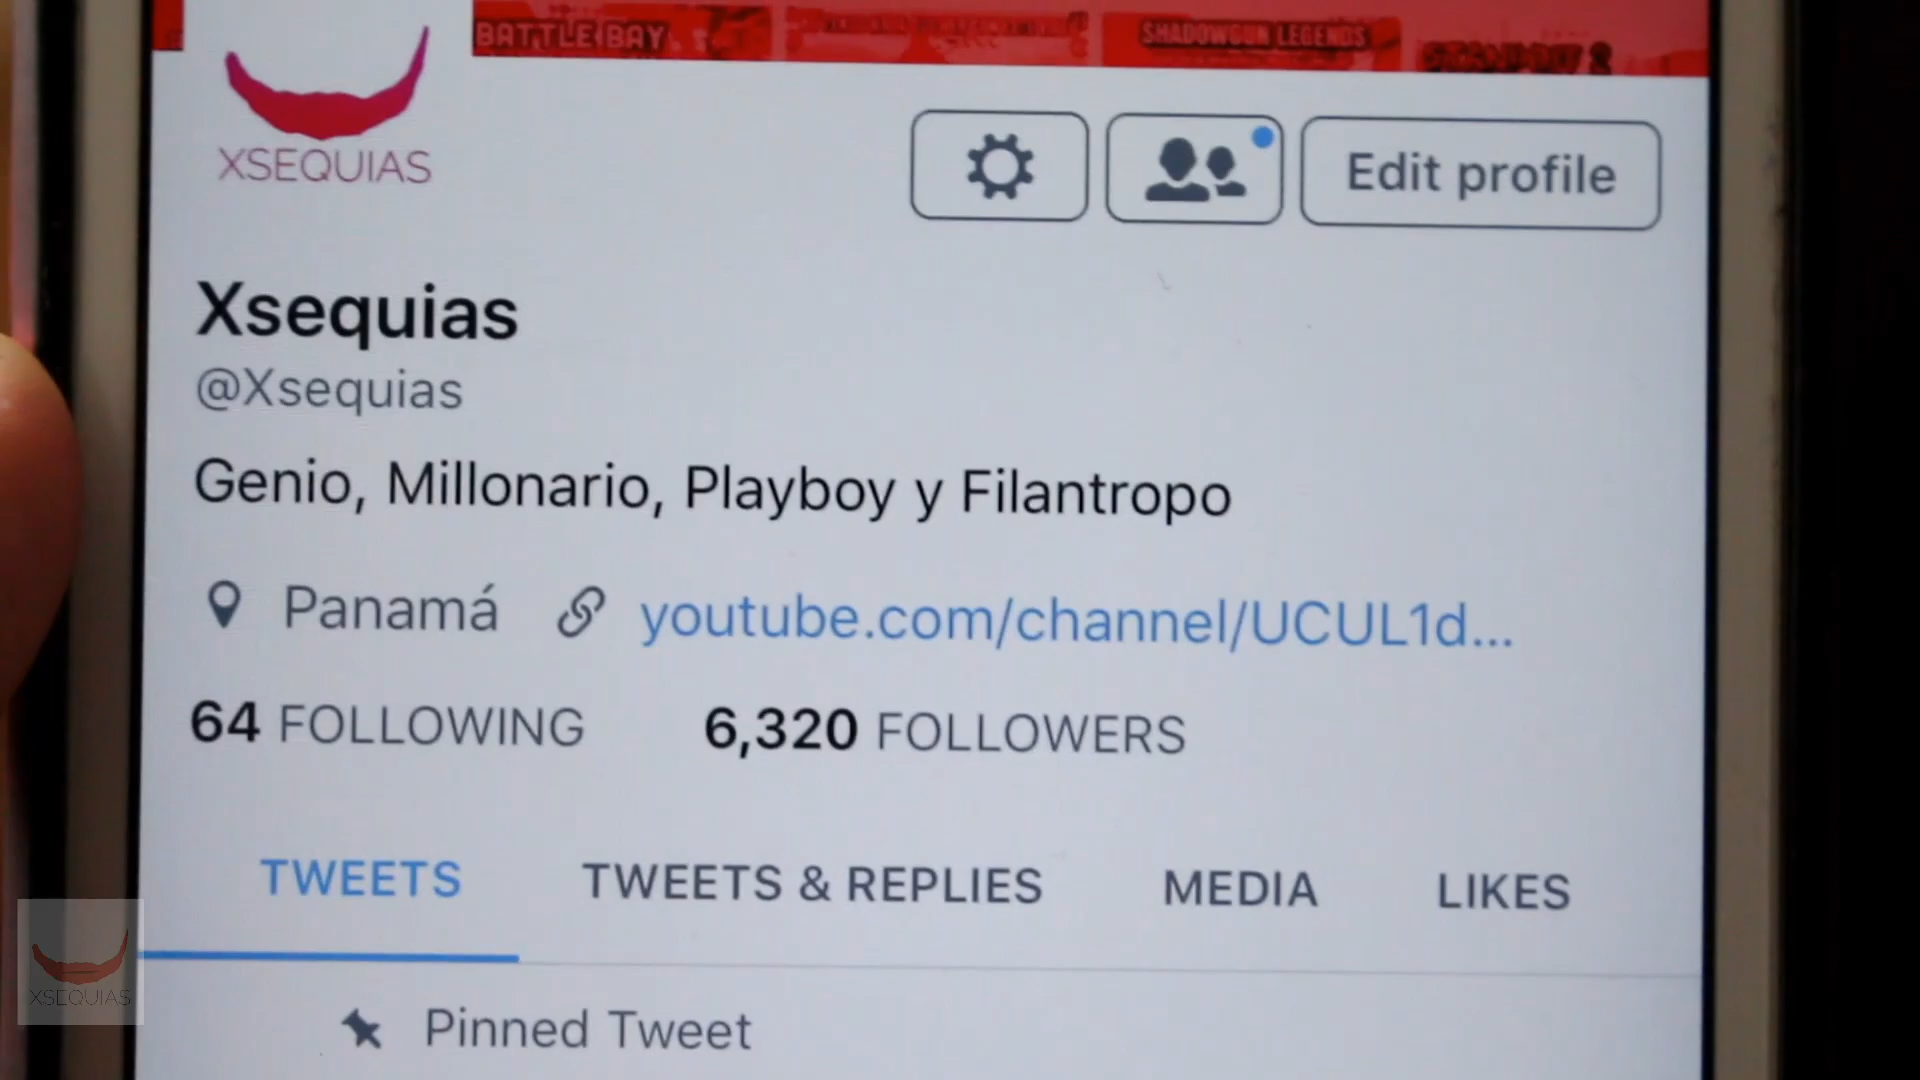 BATTLE BAY
SHADOWGUN LEGENDS
XSEQUIAS
Edit profile
Xsequias
@Xsequias
Genio, Millonario, Playboy y Filantropo
Panamá youtube.com/channel/UCUL1d...
64 FOLLOWING 6,320 FOLLOWERS
TWEETS TWEETS & REPLIES MEDIA LIKES
Pinned Tweet
XSEQUIAS